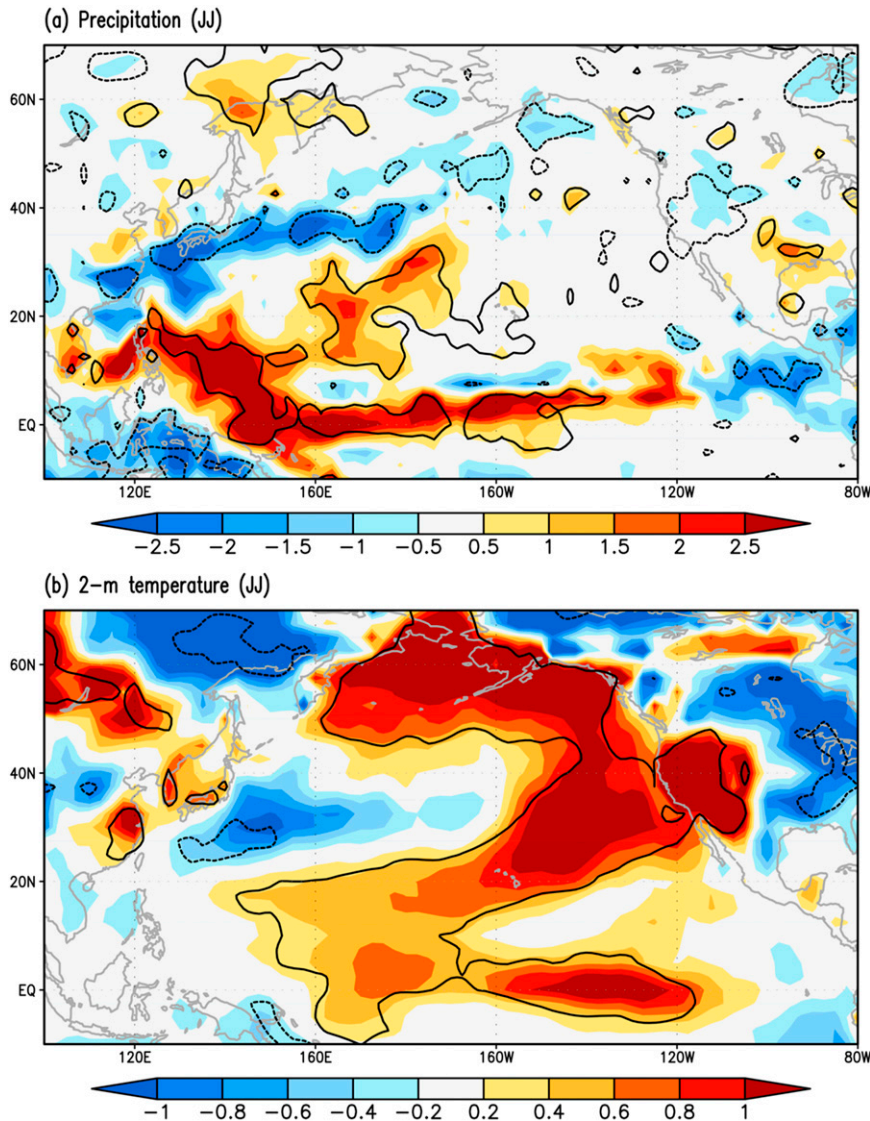 (a) Precipitation (JJ)
60N
40N
20N
EQ
120E 160E 160W 120W 80W
−2.5 −2 −1.5 −1 −0.5 0.5 1 1.5 2 2.5
(b) 2−m temperature (JJ)
60N
40N
20N
EQ
120E 160E 160W 120W 80W
−1 −0.8 −0.6 −0.4 −0.2 0.2 0.4 0.6 0.8 1